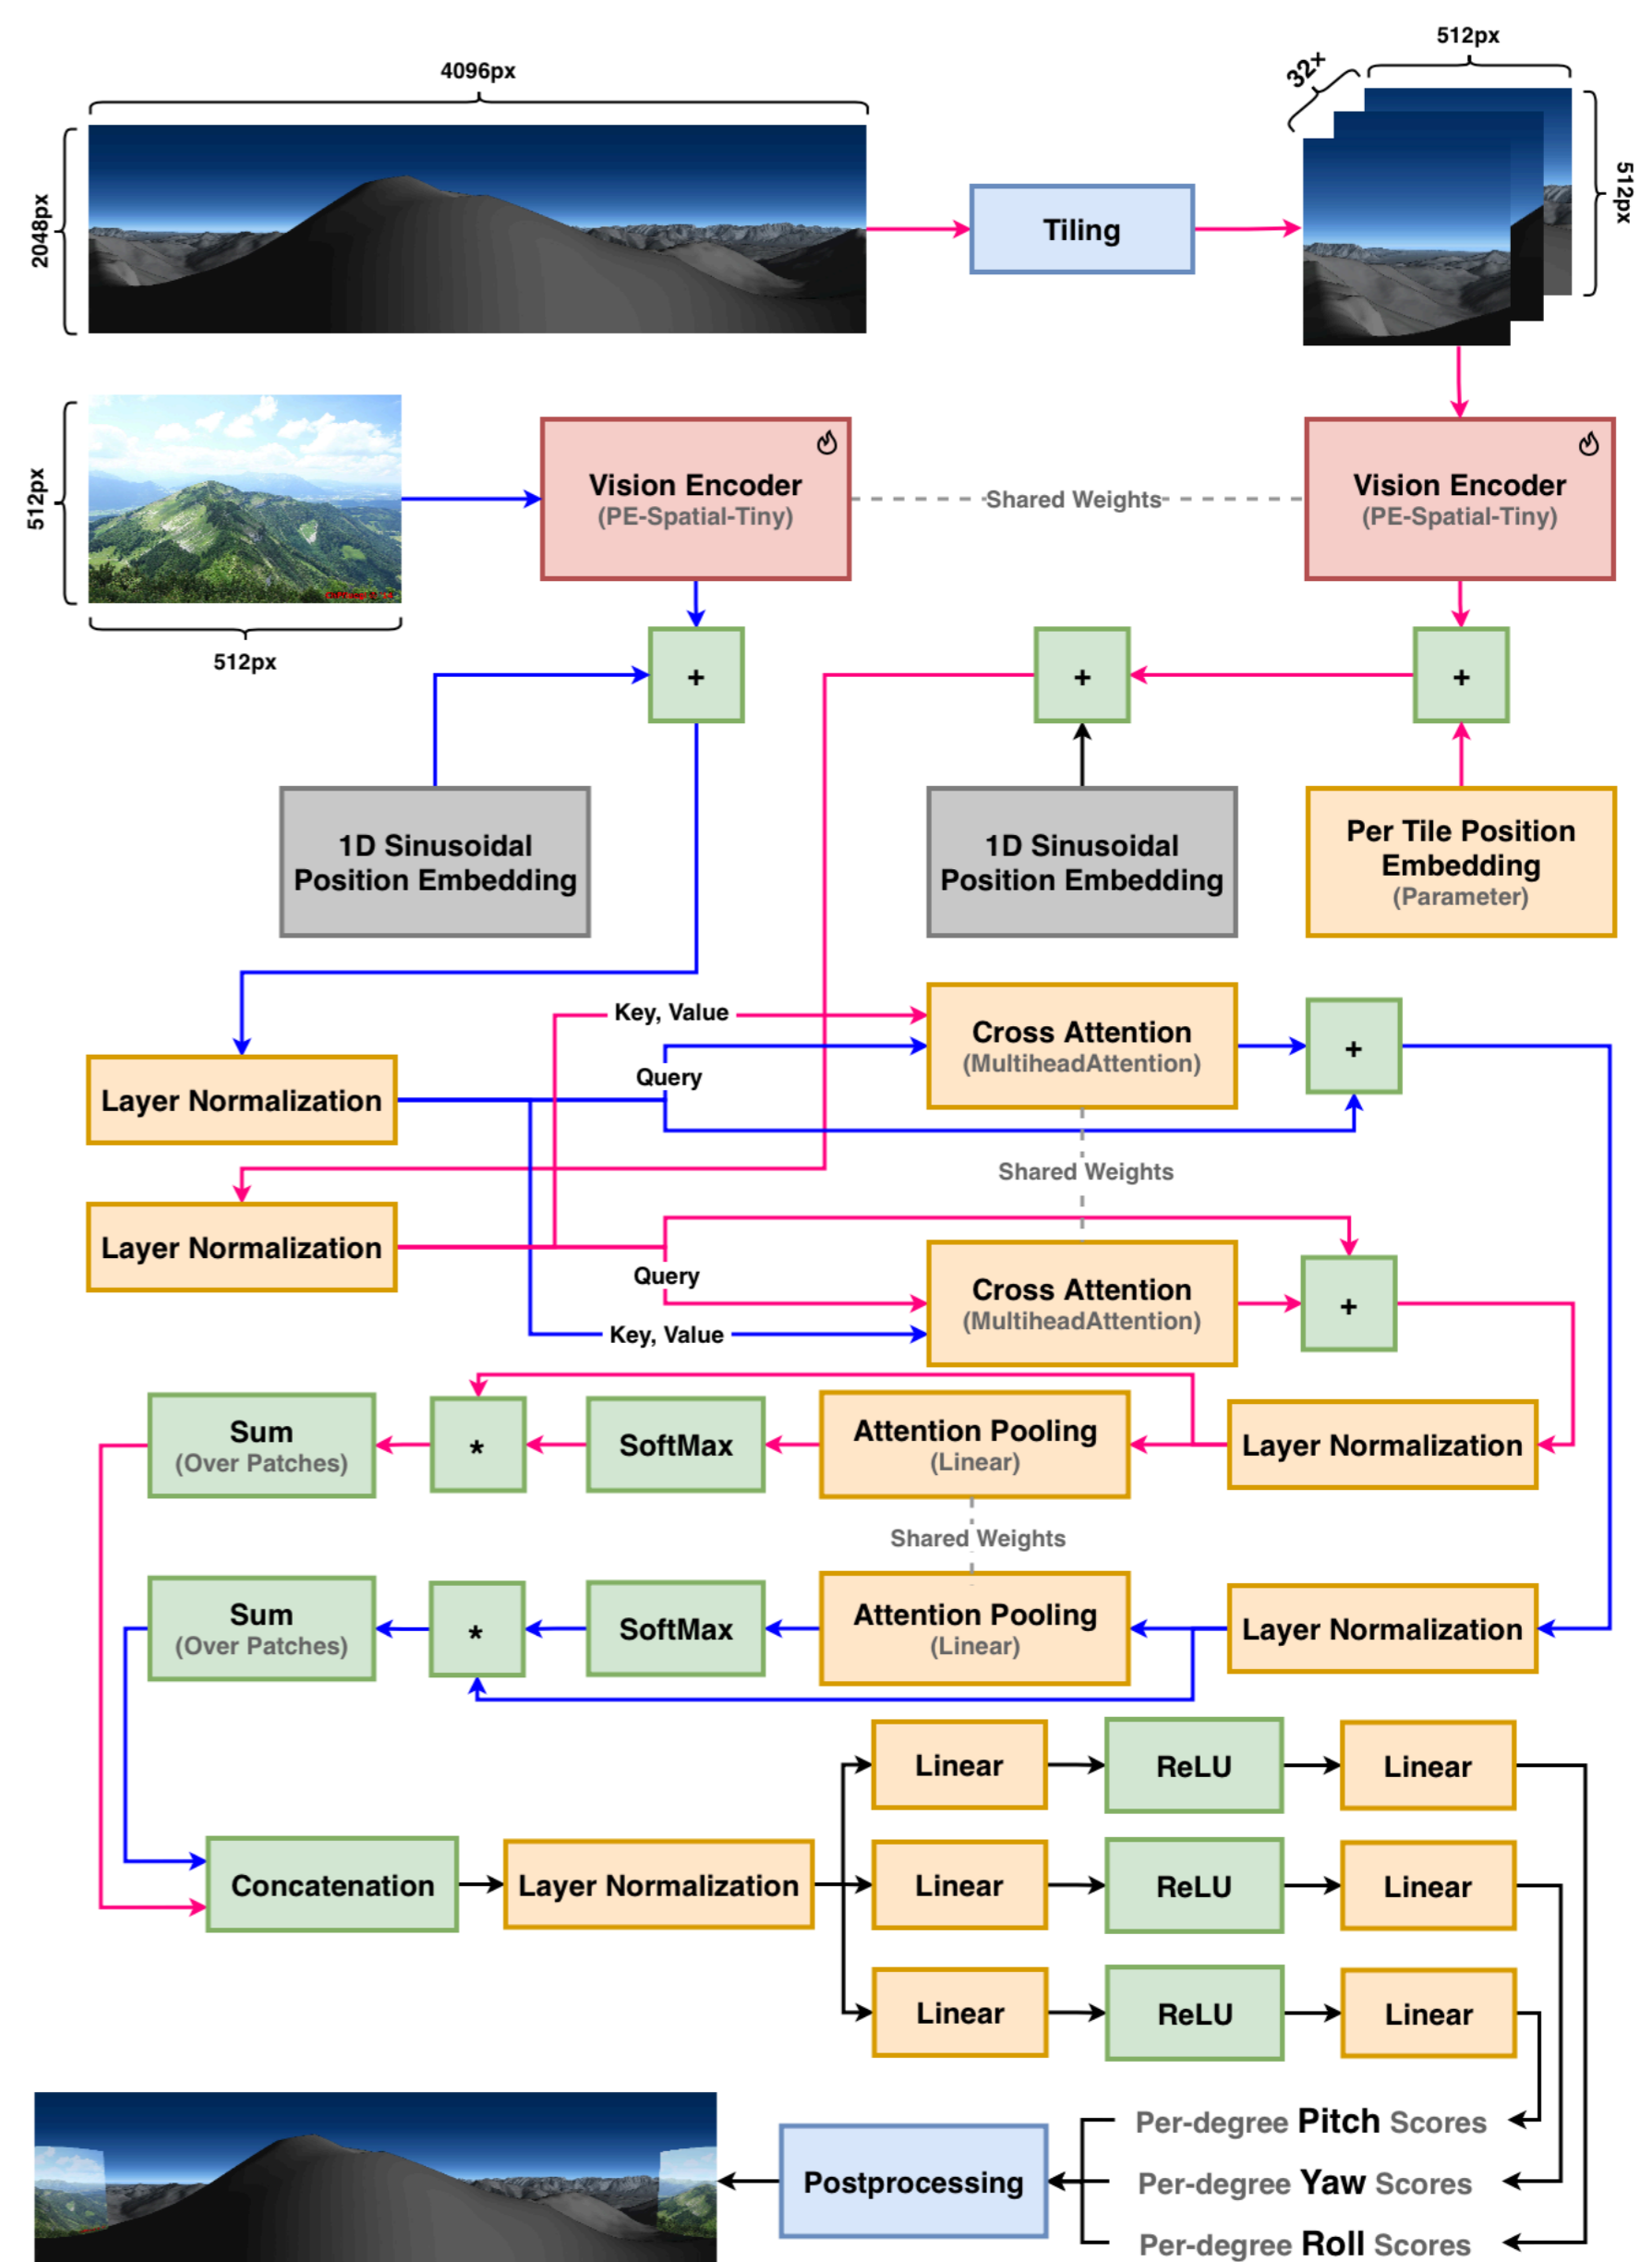 4096px
2048px
Tiling
32+
512px
512px
512px
512px
Vision Encoder
(PE-Spatial-Tiny)
Shared Weights
Vision Encoder
(PE-Spatial-Tiny)
+
+
+
1D Sinusoidal
Position Embedding
1D Sinusoidal
Position Embedding
Per Tile Position
Embedding
(Parameter)
Key, Value
Cross Attention
(MultiheadAttention)
+
Query
Layer Normalization
Shared Weights
Layer Normalization
Query
Cross Attention
(MultiheadAttention)
+
Key, Value
Sum
(Over Patches)
*
SoftMax
Attention Pooling
(Linear)
Layer Normalization
Shared Weights
Sum
(Over Patches)
*
SoftMax
Attention Pooling
(Linear)
Layer Normalization
Linear
ReLU
Linear
Concatenation
Layer Normalization
Linear
ReLU
Linear
Linear
ReLU
Linear
Per-degree Pitch Scores
Postprocessing
Per-degree Yaw Scores
Per-degree Roll Scores